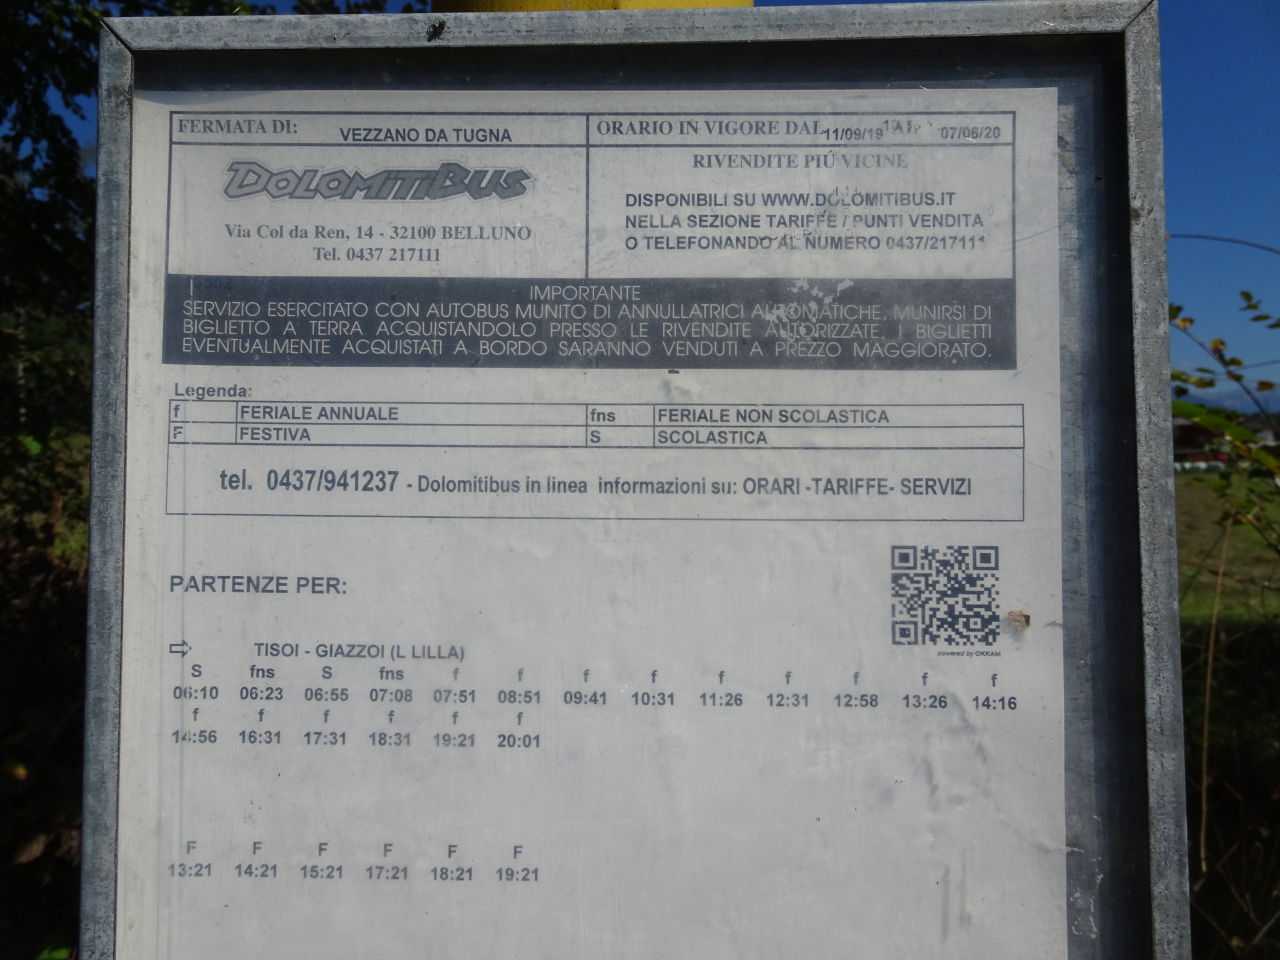 FERMATA DI: VEZZANO DA TUGNA
ORARIO IN VIGORE DAL 11/09/19 AL 07/06/20
DOLOMITIBUS
Via Col da Ren, 14 - 32100 BELLUNO
Tel. 0437 217111
RIVENDITE PIÚ VICINE
DISPONIBILI SU WWW.DOLOMITIBUS.IT
NELLA SEZIONE TARIFFE / PUNTI VENDITA
O TELEFONANDO AL NUMERO 0437/217111
IMPORTANTE
SERVIZIO ESERCITATO CON AUTOBUS MUNITO DI ANNULLATRICI AUTOMATICHE. MUNIRSI DI
BIGLIETTO A TERRA ACQUISTANDOLO PRESSO LE RIVENDITE AUTORIZZATE. I BIGLIETTI
EVENTUALMENTE ACQUISTATI A BORDO SARANNO VENDUTI A PREZZO MAGGIORATO.
Legenda:
f FERIALE ANNUALE fns FERIALE NON SCOLASTICA
F FESTIVA S SCOLASTICA
tel. 0437/941237 - Dolomitibus in linea informazioni su: ORARI -TARIFFE- SERVIZI
powered by OKKAM
PARTENZE PER:
⇨ TISOI - GIAZZOI (L LILLA)
S fns S fns f f f f f f f f f
06:10 06:23 06:55 07:08 07:51 08:51 09:41 10:31 11:26 12:31 12:58 13:26 14:16
f f f f f f
14:56 16:31 17:31 18:31 19:21 20:01
F F F F F F
13:21 14:21 15:21 17:21 18:21 19:21